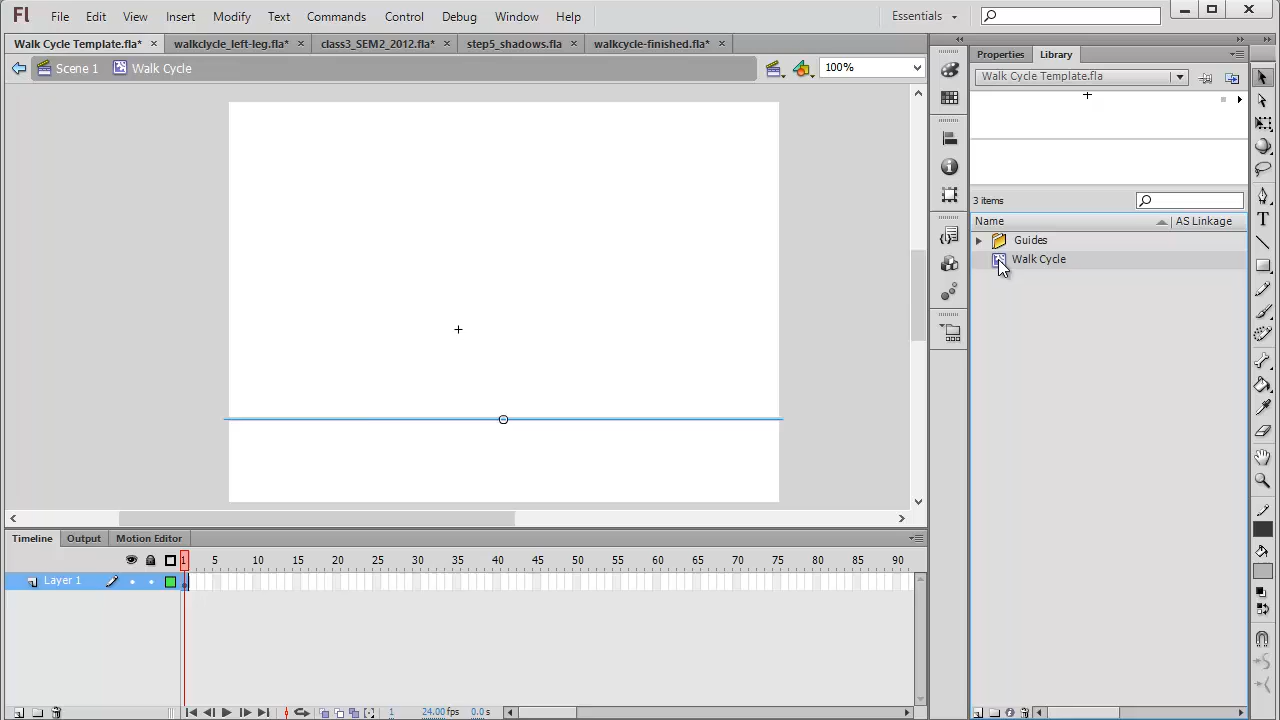 Fl File Edit View Insert Modify Text Commands Control Debug Window Help Essentials
Walk Cycle Template.fla* × walkclycle_left-leg.fla* × class3_SEM2_2012.fla* × step5_shadows.fla × walkcycle-finished.fla* ×
Properties Library
Scene 1 Walk Cycle 100%
Walk Cycle Template.fla
3 items
Name AS Linkage
Guides
Walk Cycle
Timeline Output Motion Editor
1 5 10 15 20 25 30 35 40 45 50 55 60 65 70 75 80 85 90
Layer 1
1 24.00 fps 0.0 s